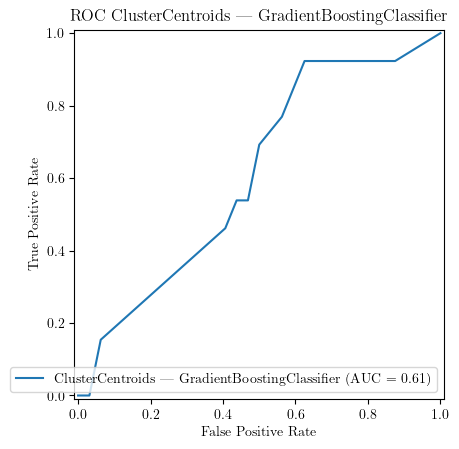 ROC ClusterCentroids — GradientBoostingClassifier
1.0
0.8
0.6
0.4
0.2
0.0
True Positive Rate
ClusterCentroids — GradientBoostingClassifier (AUC = 0.61)
0.0 0.2 0.4 0.6 0.8 1.0
False Positive Rate